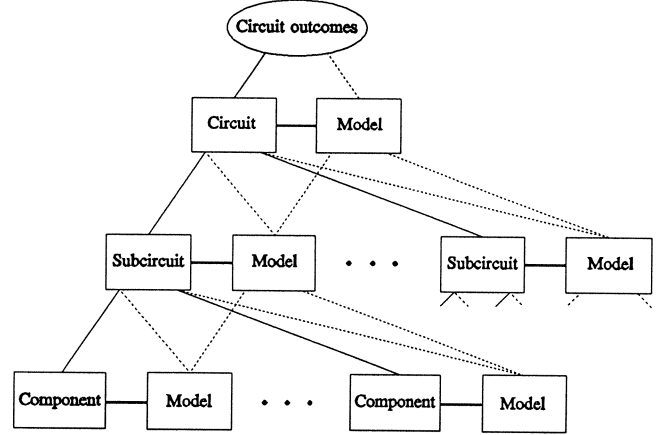 Circuit outcomes
Circuit
Model
Subcircuit
Model
Subcircuit
Model
Component
Model
Component
Model